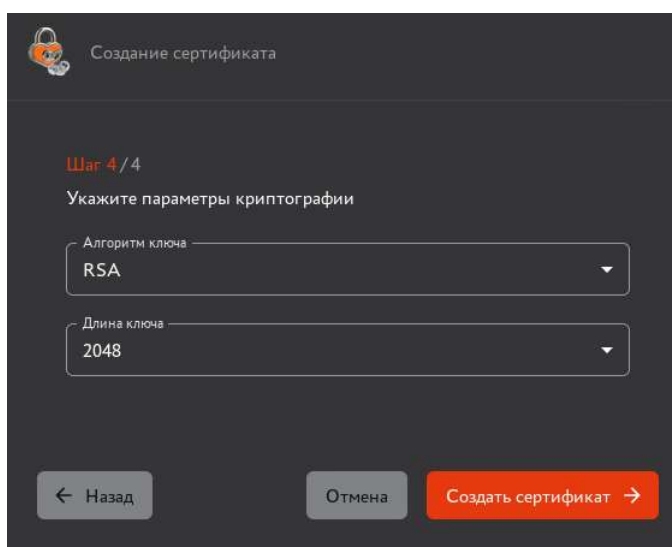 Создание сертификата
Шаг 4/4
Укажите параметры криптографии
Алгоритм ключа
RSA
Длина ключа
2048
Назад
Отмена
Создать сертификат